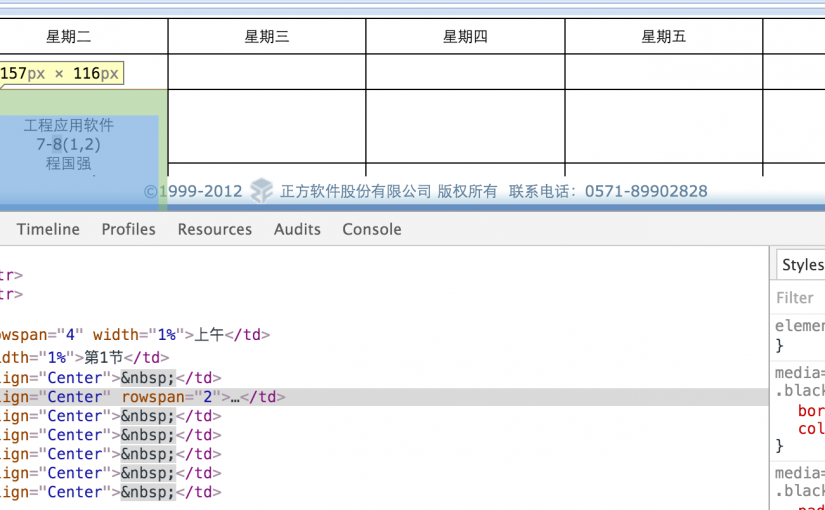 星期二 星期三 星期四 星期五
157px × 116px
工程应用软件
7-8(1,2)
程国强
©1999-2012 正方软件股份有限公司 版权所有 联系电话：0571-89902828
Timeline Profiles Resources Audits Console
Styles
Filter
tr>
tr>
elemen
}
owspan="4" width="1%">上午</td>
idth="1%">第1节</td>
media=
lign="Center">&nbsp;</td>
.black
lign="Center" rowspan="2">…</td>
bor
lign="Center">&nbsp;</td>
col
lign="Center">&nbsp;</td>
}
lign="Center">&nbsp;</td>
lign="Center">&nbsp;</td>
media=
lign="Center">&nbsp;</td>
.black